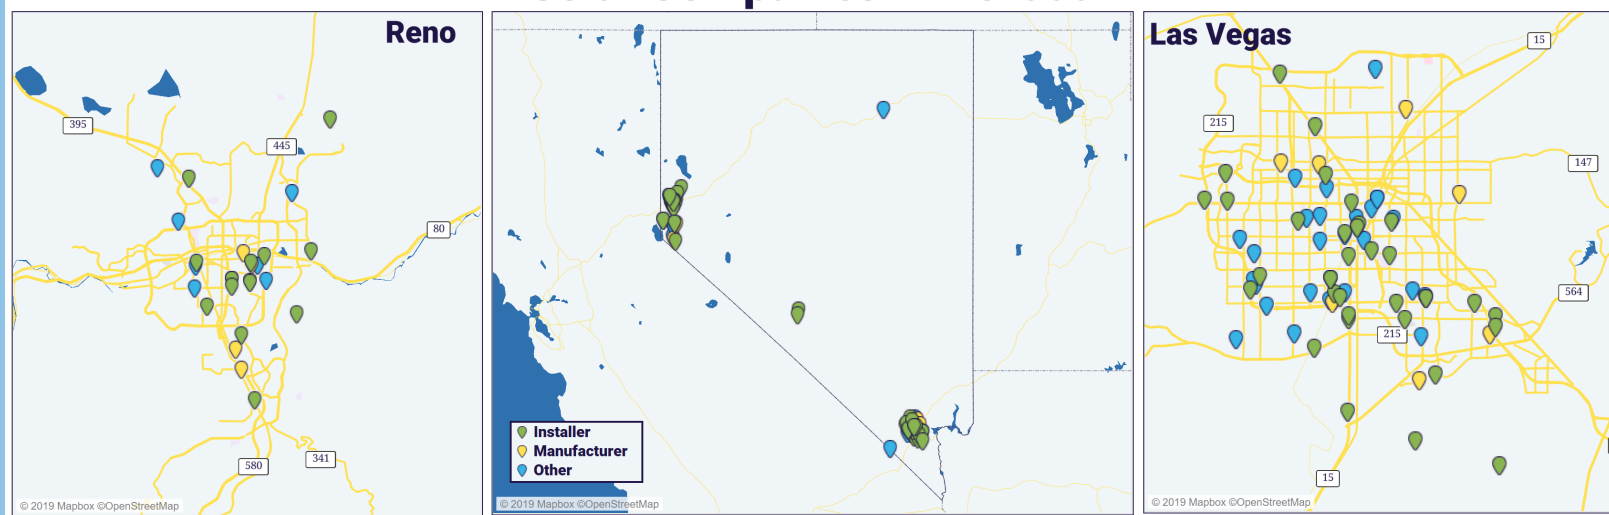 Reno
395
445
80
580
341
© 2019 Mapbox ©OpenStreetMap
Installer
Manufacturer
Other
© 2019 Mapbox ©OpenStreetMap
Las Vegas
15
215
147
564
215
15
© 2019 Mapbox ©OpenStreetMap